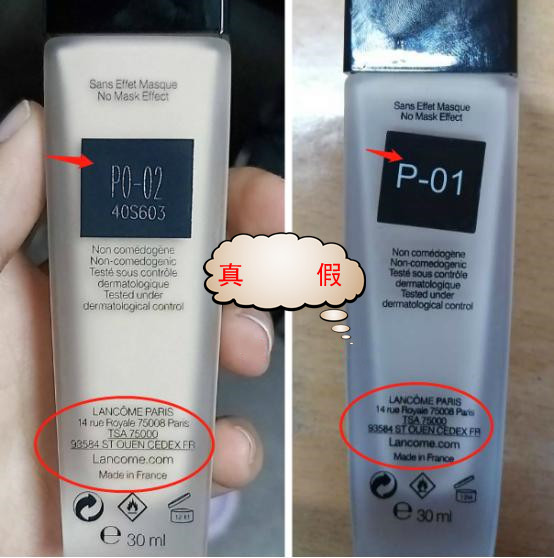 Sans Effet Masque
No Mask Effect
PO-02
40S603
Non comédogène
Non-comedogenic
Testé sous contrôle
dermatologique
Tested under
dermatological control
LANCÔME PARIS
14 rue Royale 75008 Paris
TSA 75000
93584 ST OUEN CEDEX FR
Lancome.com
Made in France
e 30 ml
真 假
Sans Effet Masque
No Mask Effect
P-01
Non comédogène
Non-comedogenic
Testé sous contrôle
dermatologique
Tested under
dermatological control
LANCÔME PARIS
14 rue Royale 75008 Paris
TSA 75000
93584 ST OUEN CEDEX FR
Lancome.com
Made in France
e 30 ml